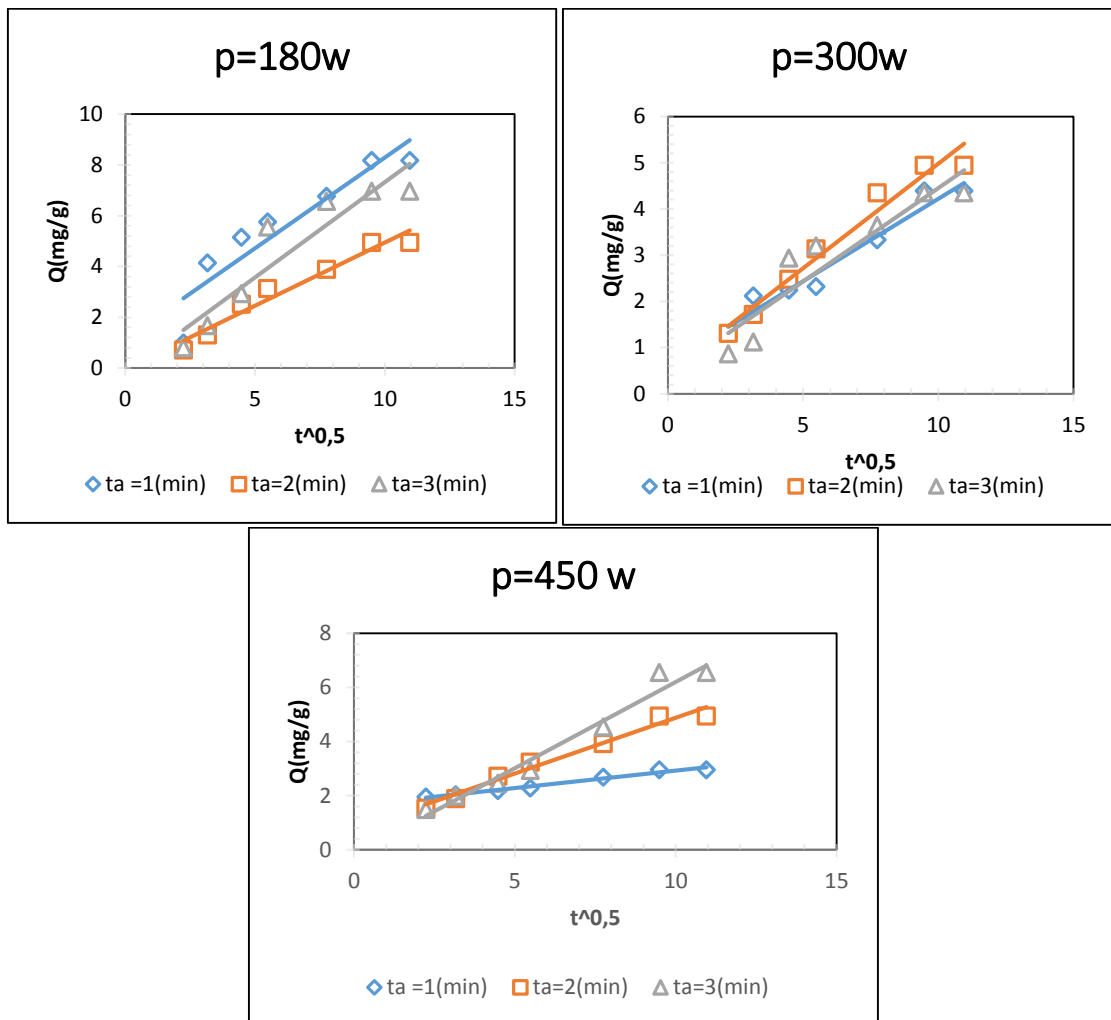 p=180w
10
8
6
4
2
0
Q(mg/g)
0 5 10 15
t^0,5
ta =1(min) ta=2(min) ta=3(min)
p=300w
6
5
4
3
2
1
0
Q(mg/g)
0 5 10 15
t^0,5
ta =1(min) ta=2(min) ta=3(min)
p=450 w
8
6
4
2
0
Q(mg/g)
0 5 10 15
t^0,5
ta =1(min) ta=2(min) ta=3(min)